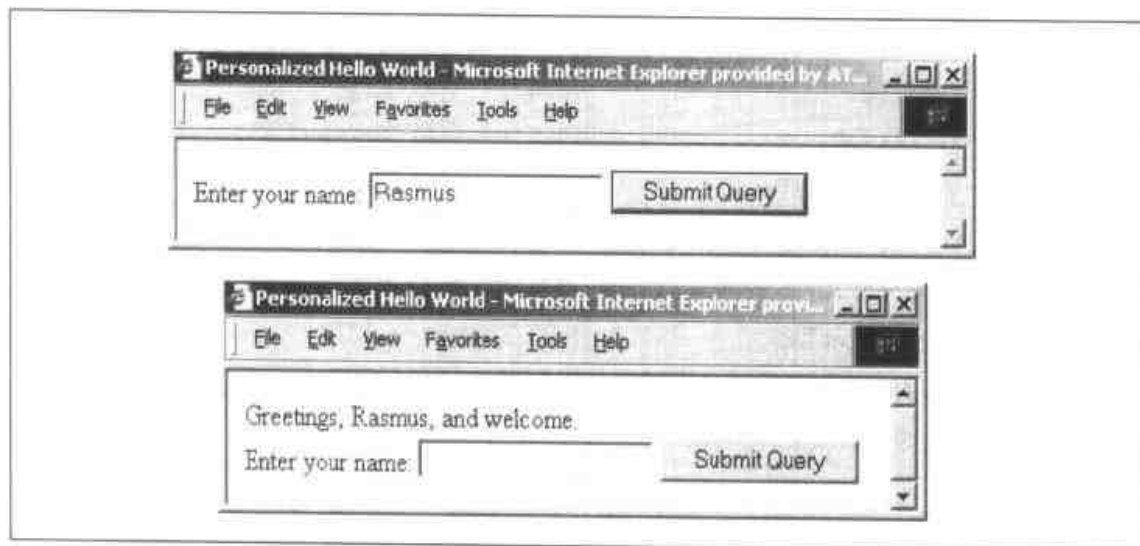 Personalized Hello World - Microsoft Internet Explorer provided by AT...
File Edit View Favorites Tools Help
Enter your name: Rasmus Submit Query
Personalized Hello World - Microsoft Internet Explorer provi...
File Edit View Favorites Tools Help
Greetings, Rasmus, and welcome.
Enter your name: Submit Query